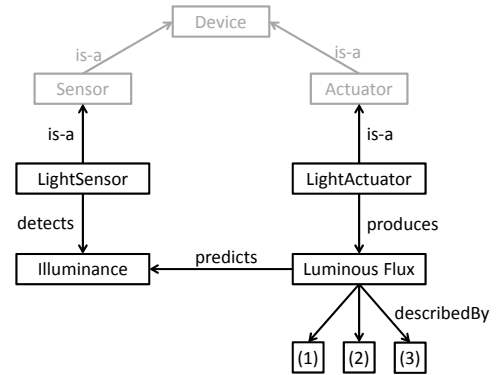 Device
is-a is-a
Sensor Actuator
is-a is-a
LightSensor LightActuator
detects produces
predicts
Illuminance Luminous Flux
describedBy
(1) (2) (3)